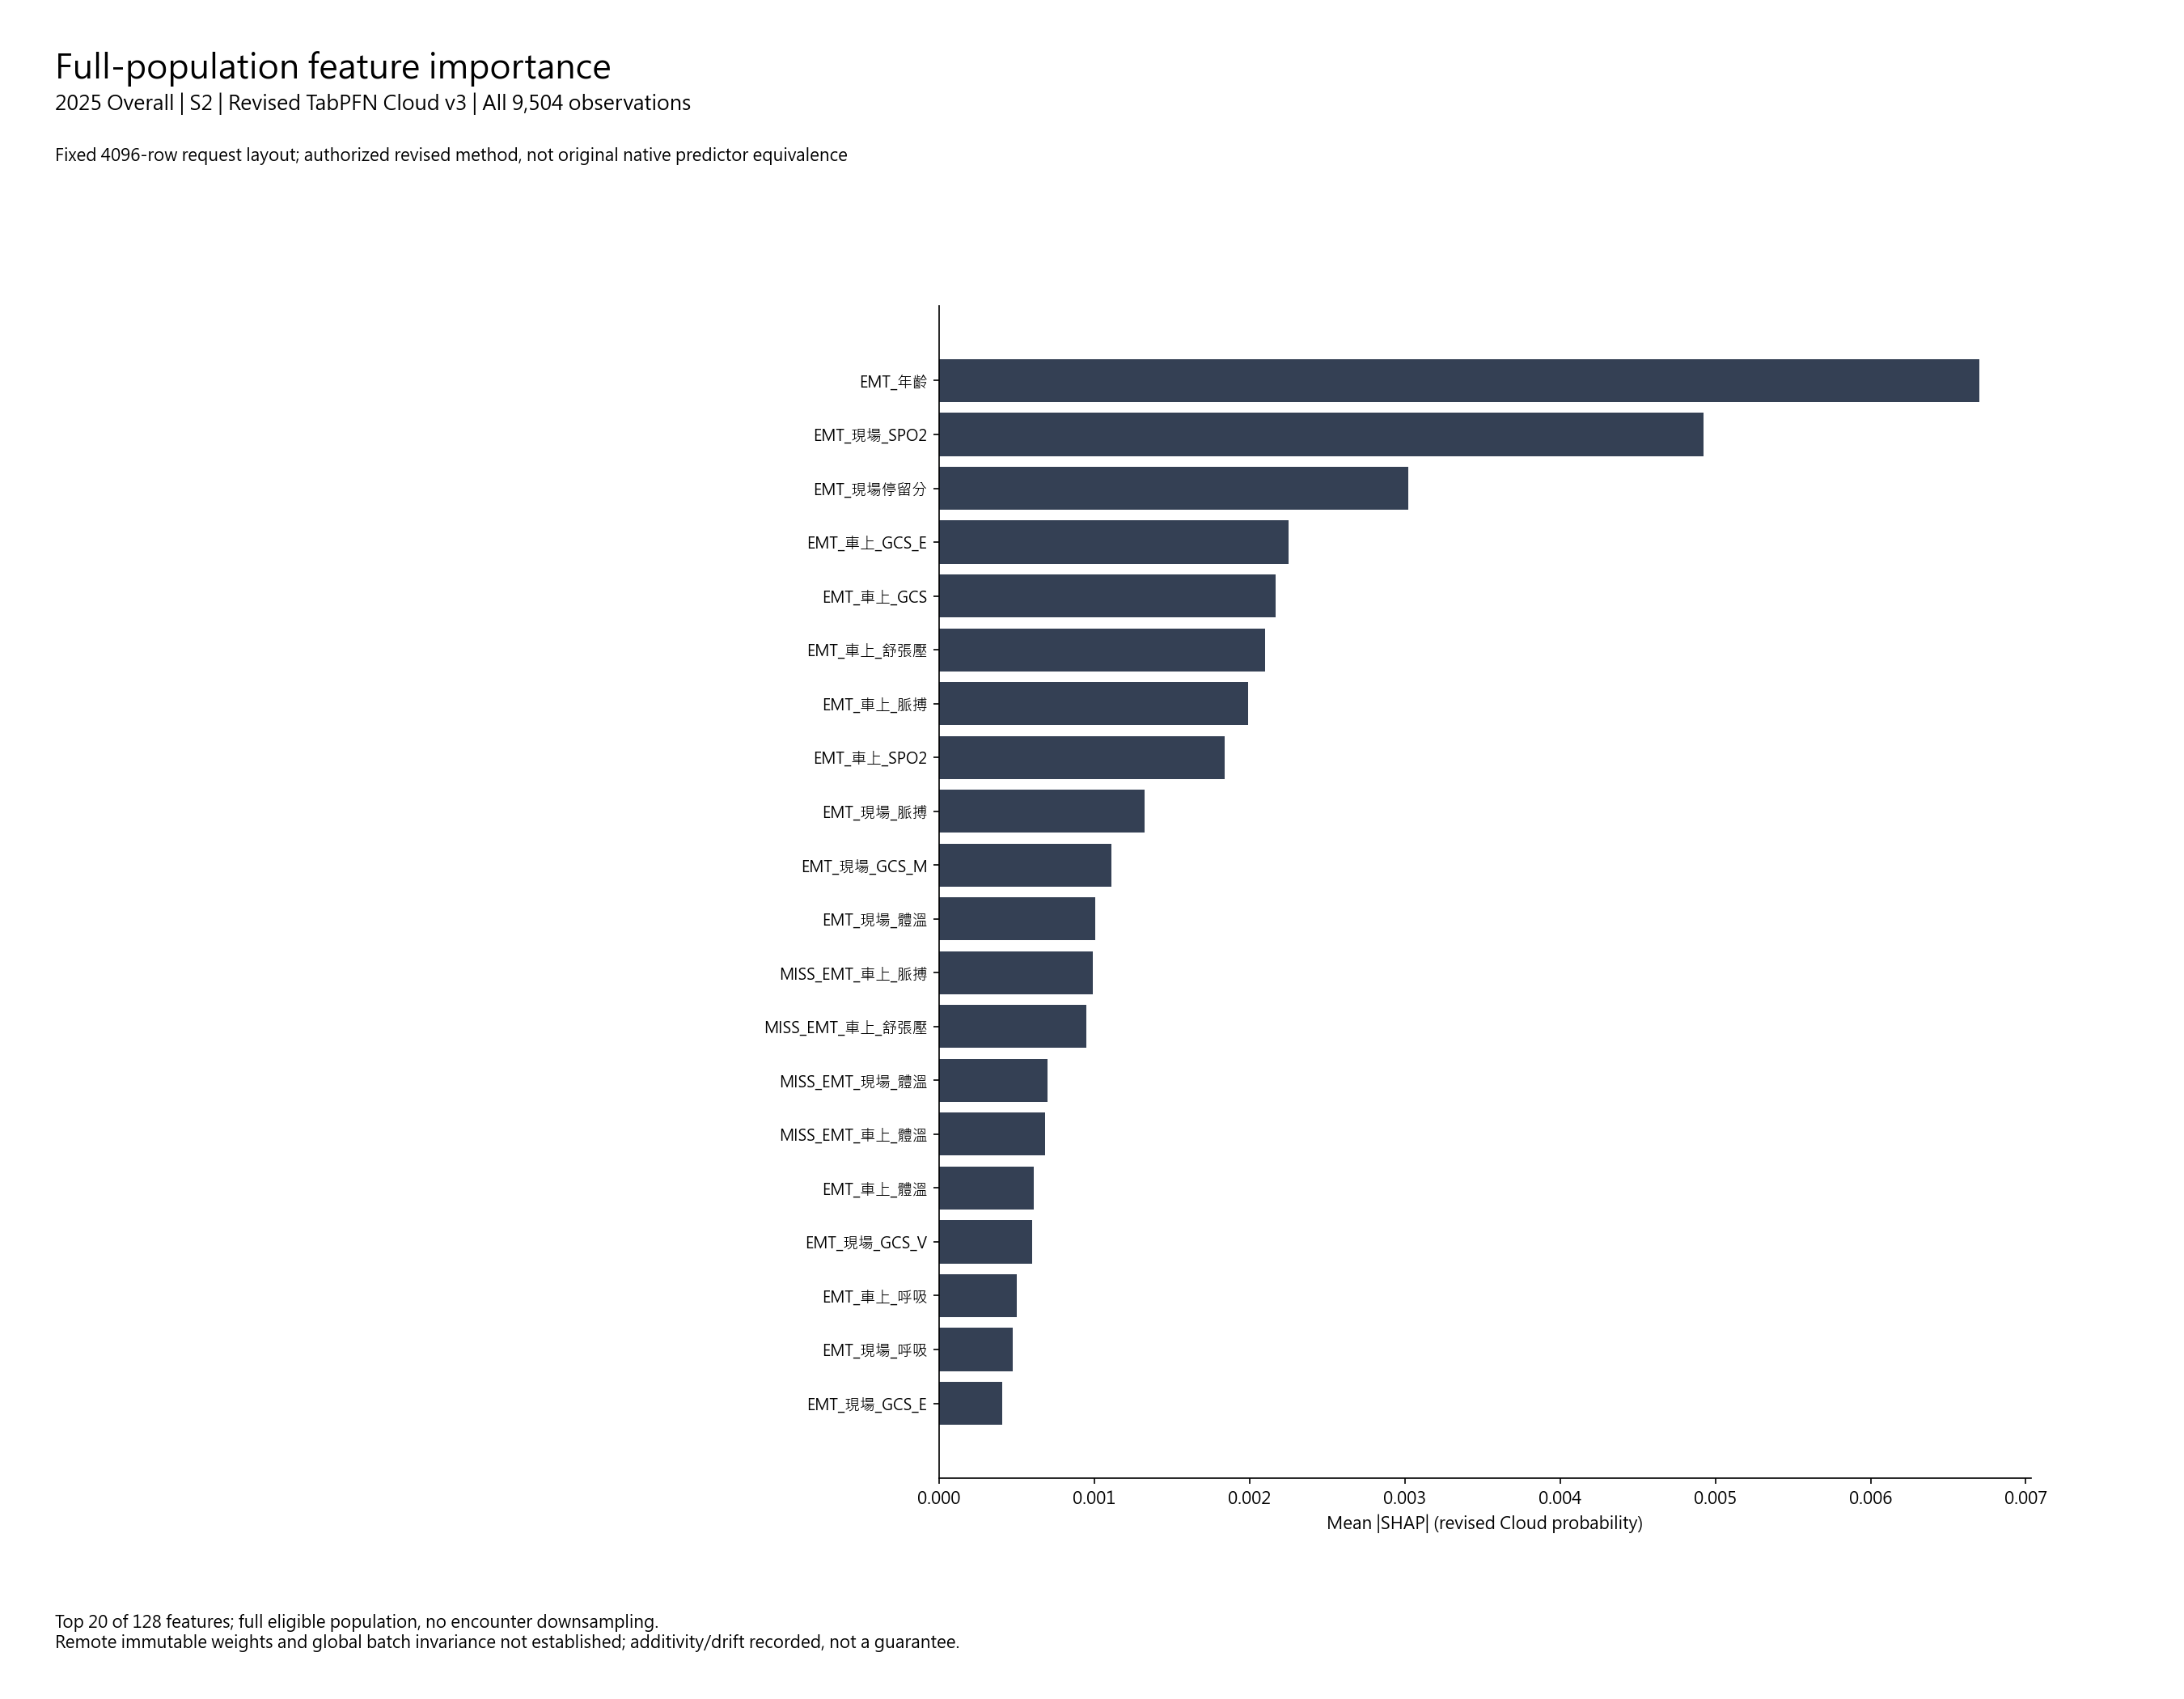 Full-population feature importance
2025 Overall | S2 | Revised TabPFN Cloud v3 | All 9,504 observations
Fixed 4096-row request layout; authorized revised method, not original native predictor equivalence
EMT_年齡
EMT_現場_SPO2
EMT_現場停留分
EMT_車上_GCS_E
EMT_車上_GCS
EMT_車上_舒張壓
EMT_車上_脈搏
EMT_車上_SPO2
EMT_現場_脈搏
EMT_現場_GCS_M
EMT_現場_體溫
MISS_EMT_車上_脈搏
MISS_EMT_車上_舒張壓
MISS_EMT_現場_體溫
MISS_EMT_車上_體溫
EMT_車上_體溫
EMT_現場_GCS_V
EMT_車上_呼吸
EMT_現場_呼吸
EMT_現場_GCS_E
0.000 0.001 0.002 0.003 0.004 0.005 0.006 0.007
Mean |SHAP| (revised Cloud probability)
Top 20 of 128 features; full eligible population, no encounter downsampling.
Remote immutable weights and global batch invariance not established; additivity/drift recorded, not a guarantee.